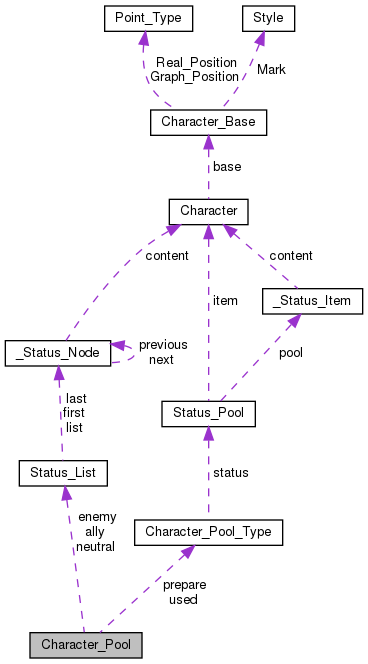 Point_Type
Style
Real_Position
Graph_Position
Mark
Character_Base
base
Character
content
item
content
_Status_Item
_Status_Node
previous
next
pool
last
first
list
Status_Pool
Status_List
status
enemy
ally
neutral
Character_Pool_Type
prepare
used
Character_Pool